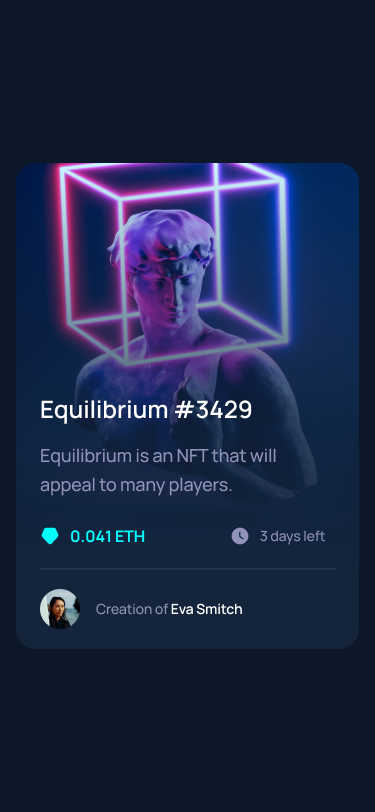 Equilibrium #3429
Equilibrium is an NFT that will
appeal to many players.
0.041 ETH
3 days left
Creation of Eva Smitch